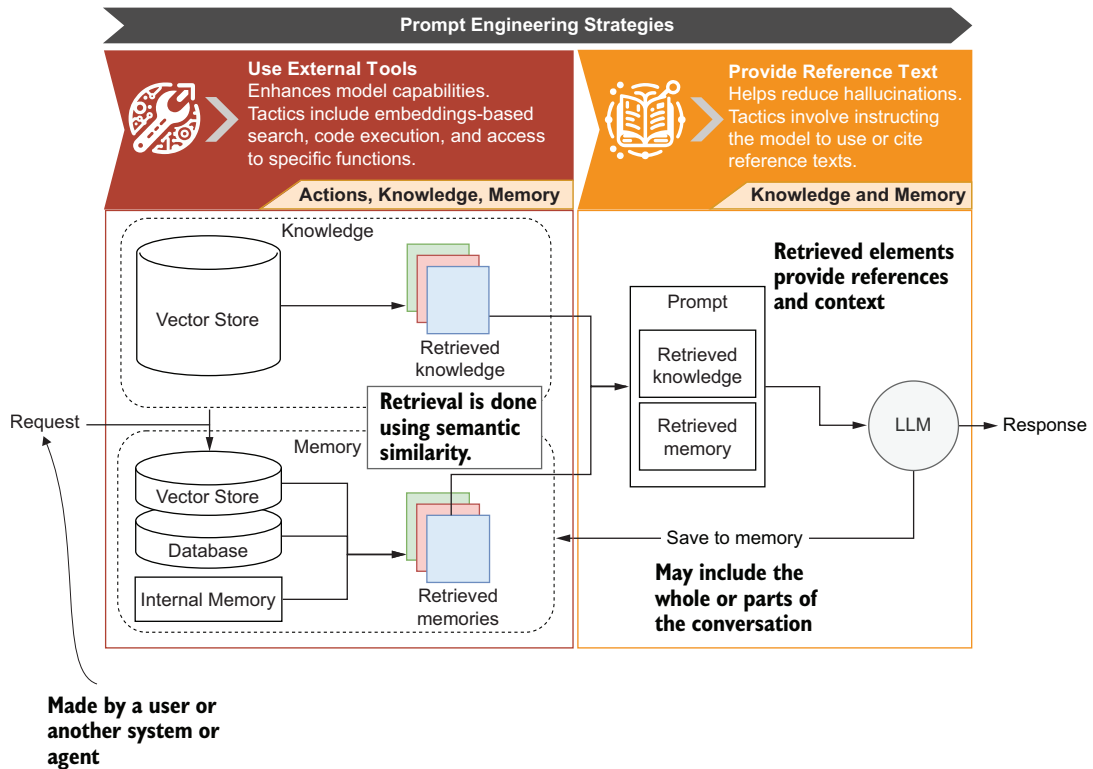 Prompt Engineering Strategies
Use External Tools
Enhances model capabilities.
Tactics include embeddings-based
search, code execution, and access
to specific functions.
Actions, Knowledge, Memory
Provide Reference Text
Helps reduce hallucinations.
Tactics involve instructing
the model to use or cite
reference texts.
Knowledge and Memory
Knowledge
Vector Store
Retrieved
knowledge
Retrieval is done
using semantic
similarity.
Request
Memory
Vector Store
Database
Internal Memory
Retrieved
memories
Retrieved elements
provide references
and context
Prompt
Retrieved
knowledge
Retrieved
memory
LLM
Response
Save to memory
May include the
whole or parts of
the conversation
Made by a user or
another system or
agent